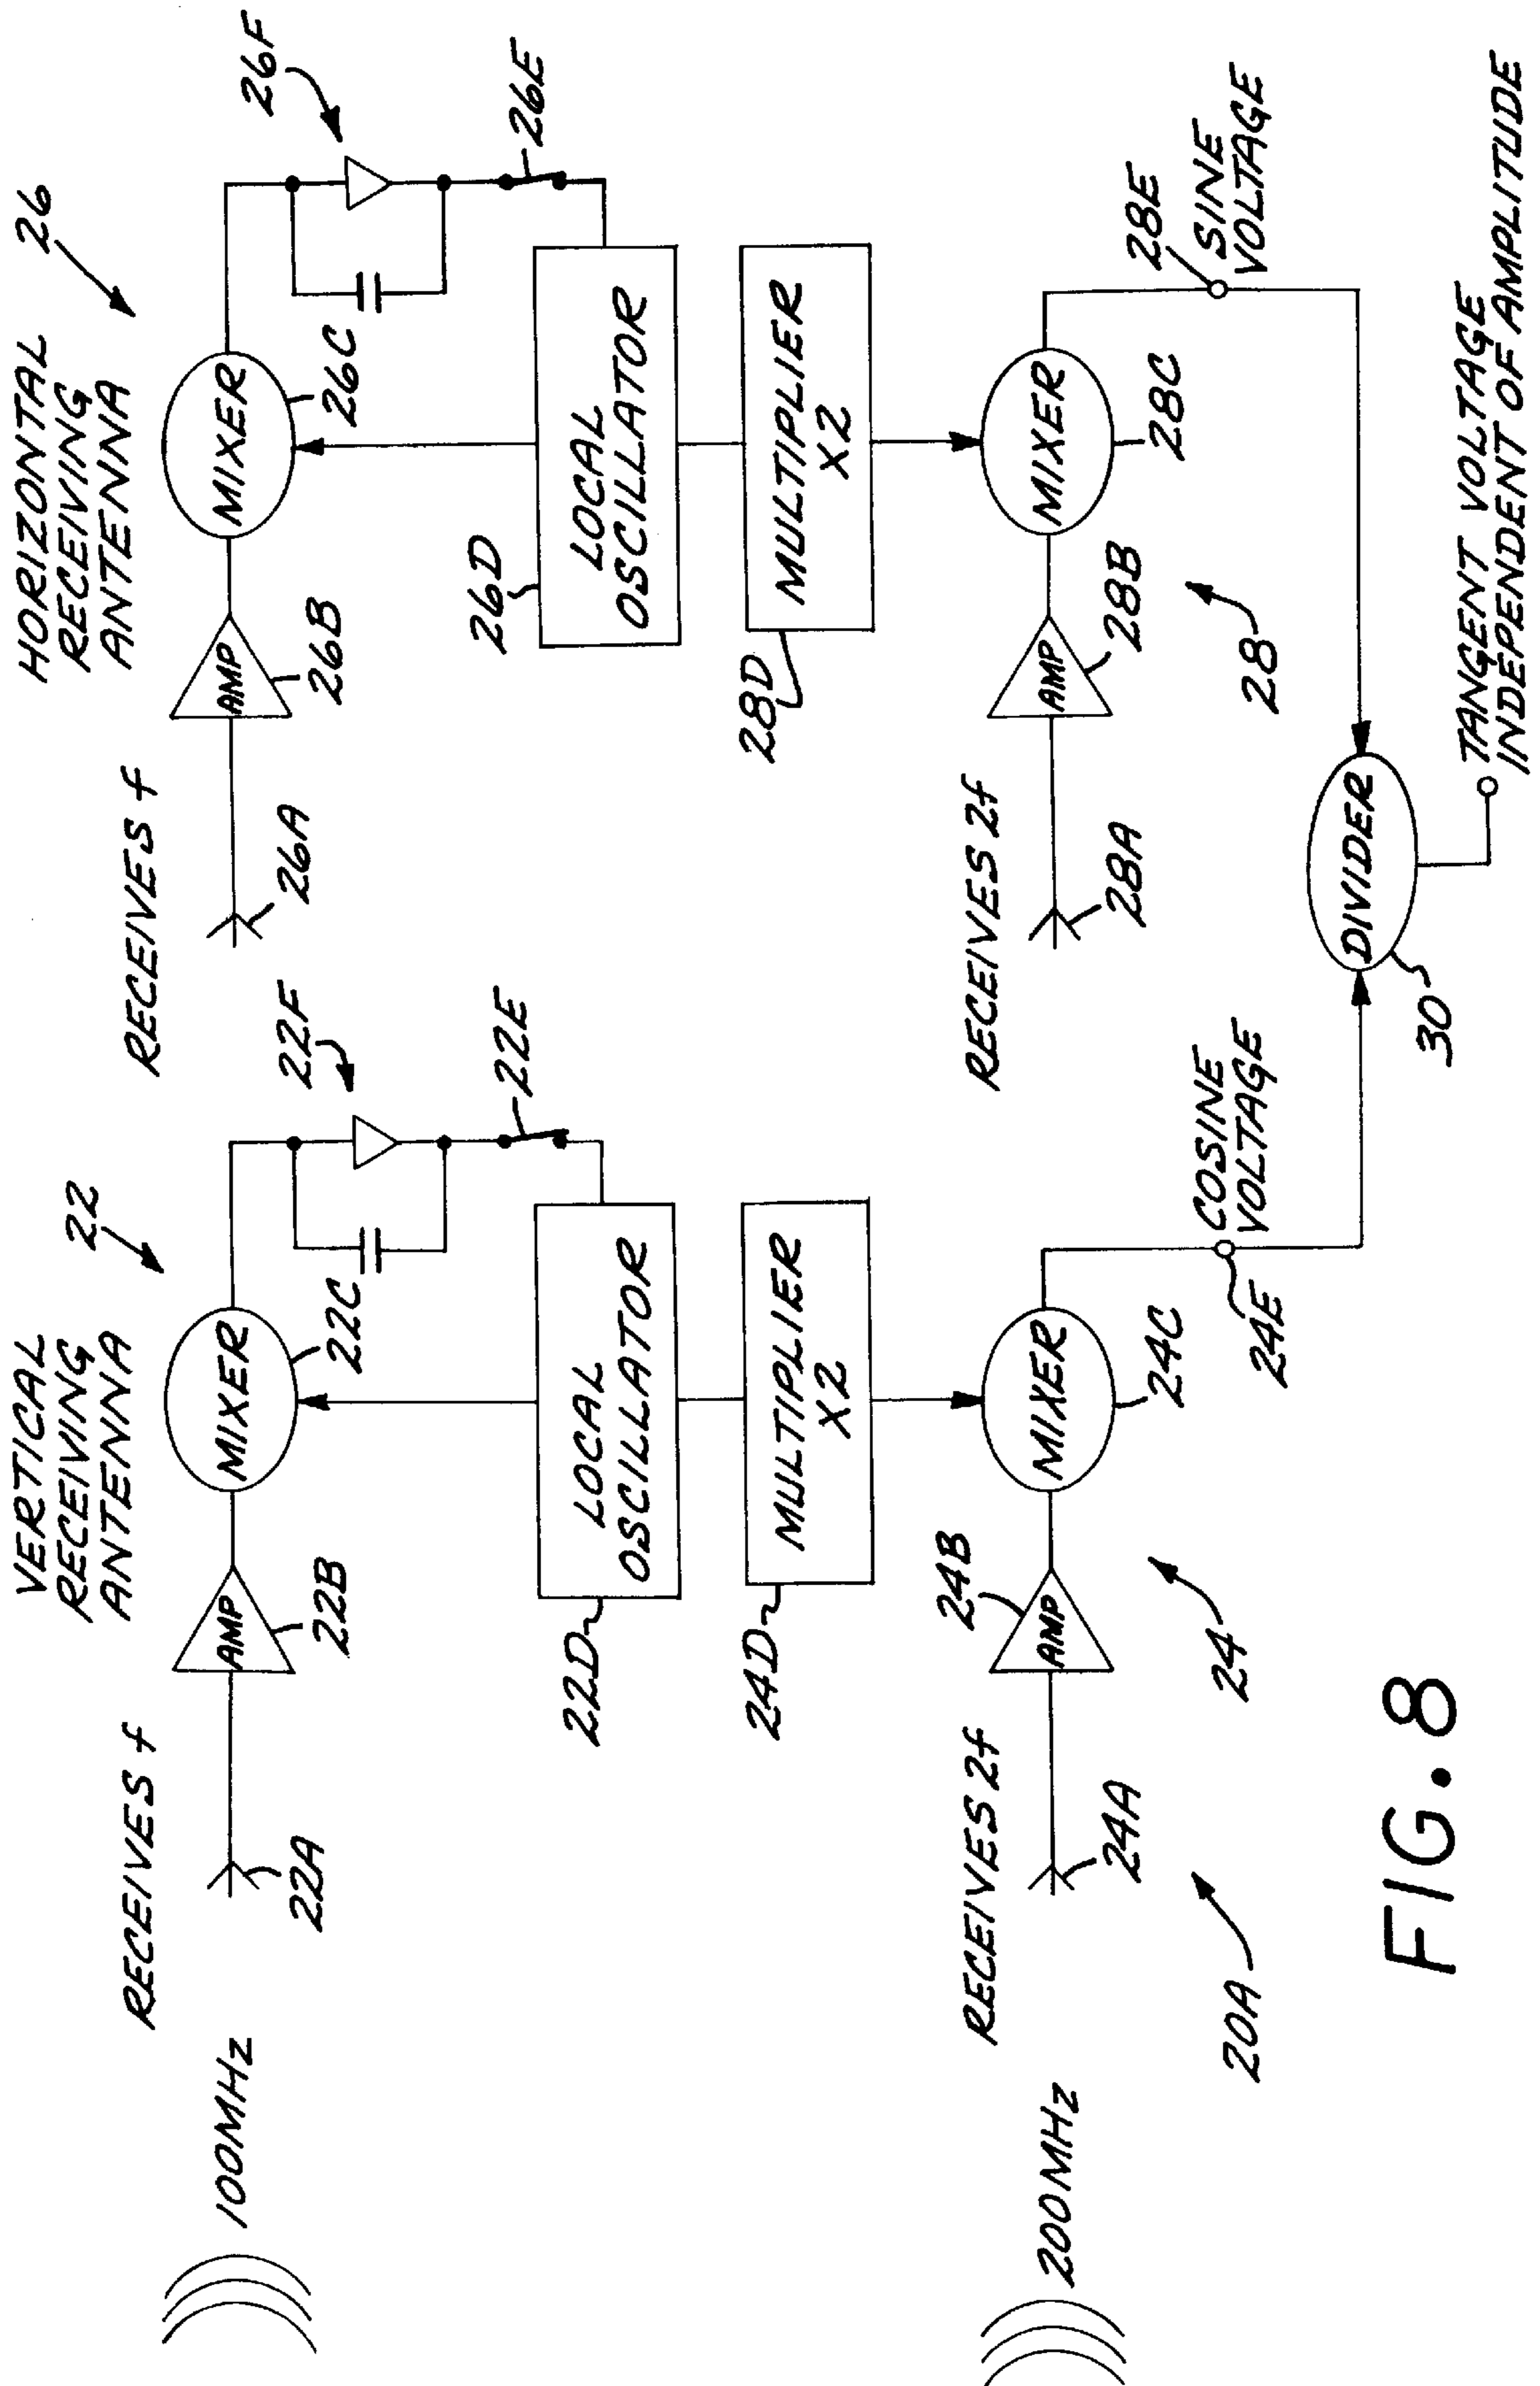 VERTICAL
RECEIVING
ANTENNA
22
HORIZONTAL
RECEIVING
ANTENNA
26
100MHz
RECEIVES f
22A
AMP
22B
MIXER
22C
22F
22E
RECEIVES f
26A
AMP
26B
MIXER
26C
26F
26E
22D
LOCAL
OSCILLATOR
26D
LOCAL
OSCILLATOR
24D
MULTIPLIER
X2
28D
MULTIPLIER
X2
200MHz
RECEIVES 2f
24A
AMP
24B
MIXER
24C
RECEIVES 2f
28A
AMP
28B
MIXER
28C
20A
24
24E
COSINE
VOLTAGE
28
28E
SINE
VOLTAGE
DIVIDER
30
TANGENT VOLTAGE
INDEPENDENT OF AMPLITUDE
FIG. 8